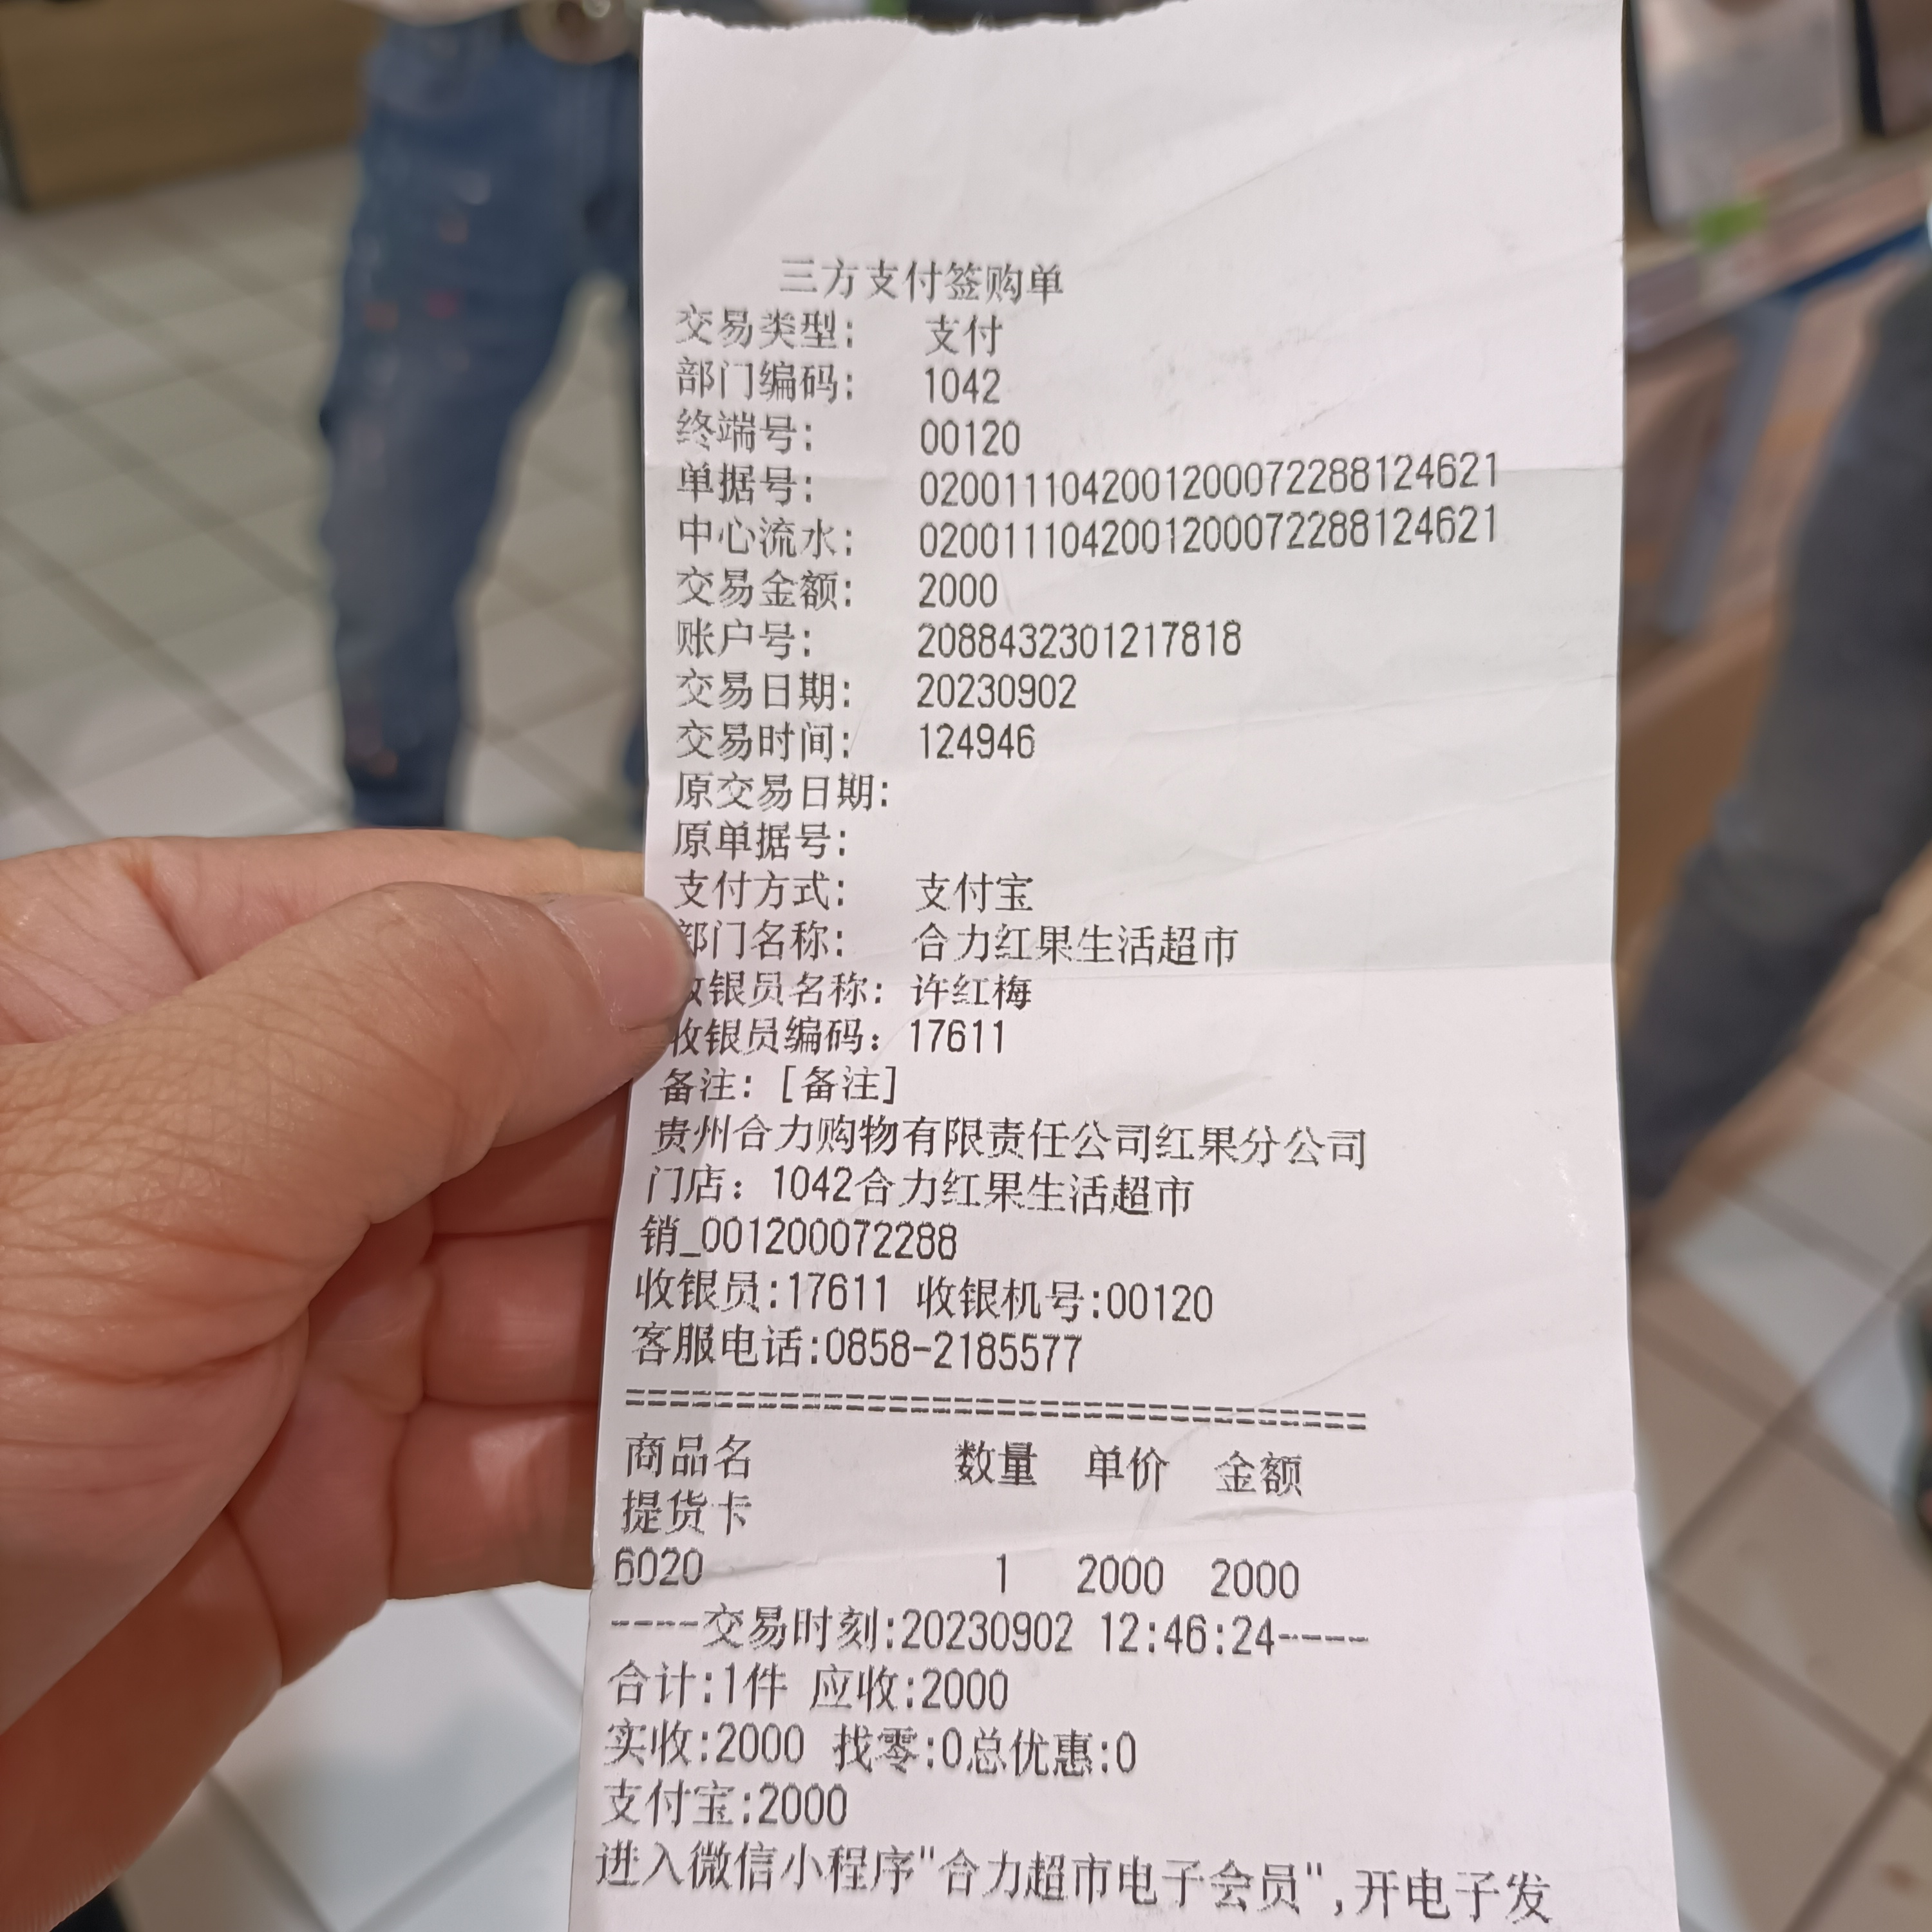 三方支付签购单
交易类型: 支付
部门编码: 1042
终端号: 00120
单据号: 0200111042001200072288124621
中心流水: 0200111042001200072288124621
交易金额: 2000
账户号: 2088432301217818
交易日期: 20230902
交易时间: 124946
原交易日期:
原单据号:
支付方式: 支付宝
部门名称: 合力红果生活超市
收银员名称: 许红梅
收银员编码: 17611
备注: [备注]
贵州合力购物有限责任公司红果分公司
门店: 1042合力红果生活超市
销_001200072288
收银员:17611 收银机号:00120
客服电话:0858-2185577
==================================
商品名 数量 单价 金额
提货卡
6020 1 2000 2000
----交易时刻:20230902 12:46:24----
合计:1件 应收:2000
实收:2000 找零:0总优惠:0
支付宝:2000
进入微信小程序"合力超市电子会员",开电子发